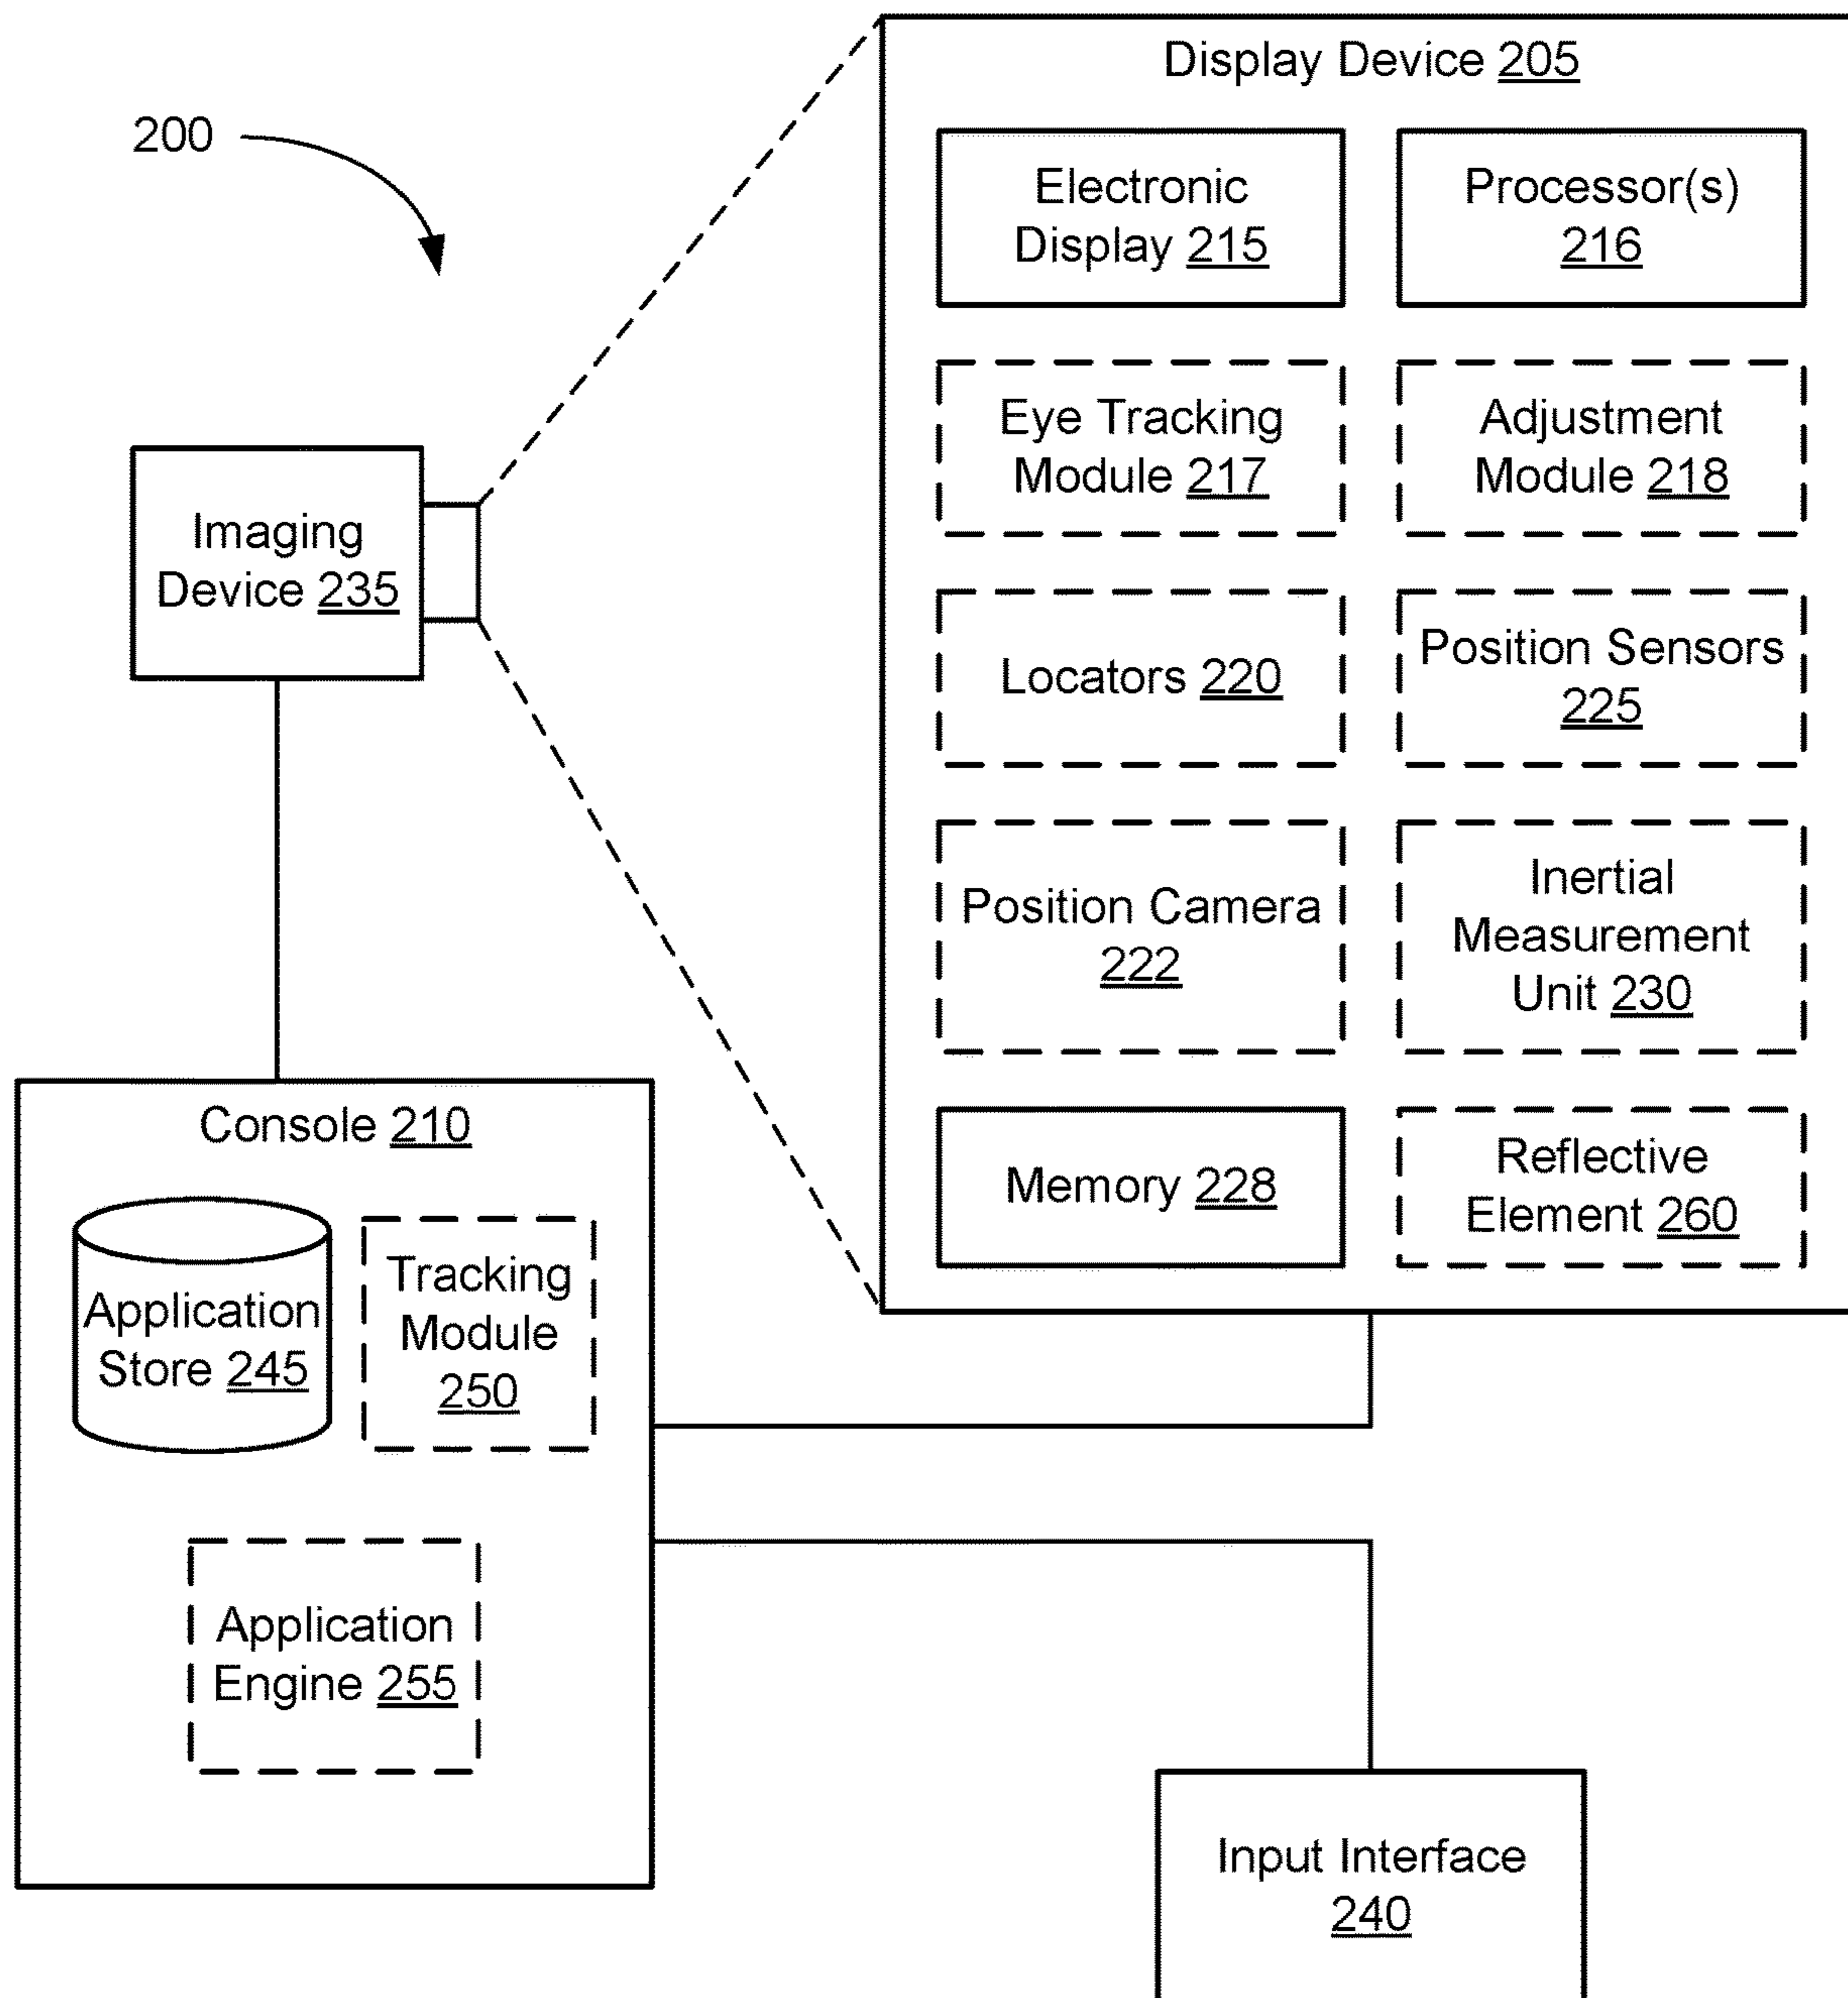 200
Display Device 205
Electronic
Display 215
Processor(s)
216
Eye Tracking
Module 217
Adjustment
Module 218
Locators 220
Position Sensors
225
Position Camera
222
Inertial
Measurement
Unit 230
Memory 228
Reflective
Element 260
Imaging
Device 235
Console 210
Application
Store 245
Tracking
Module
250
Application
Engine 255
Input Interface
240